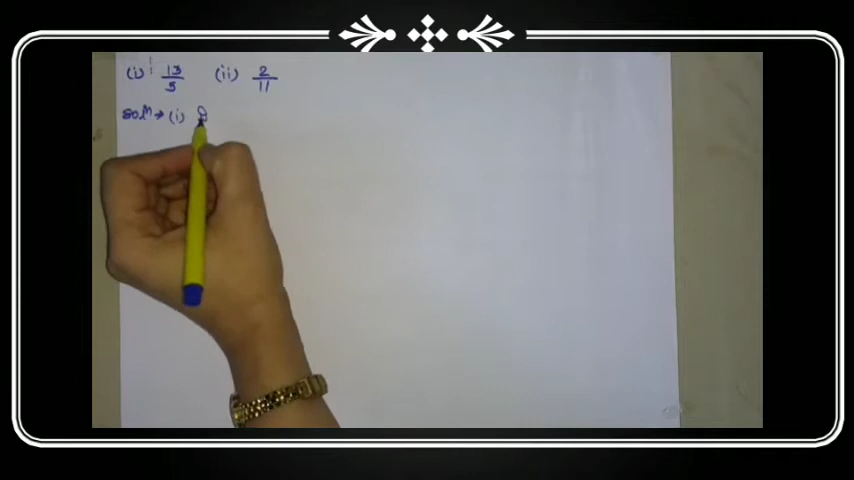 (i) 13/5 (ii) 2/11
Solⁿ → (i)